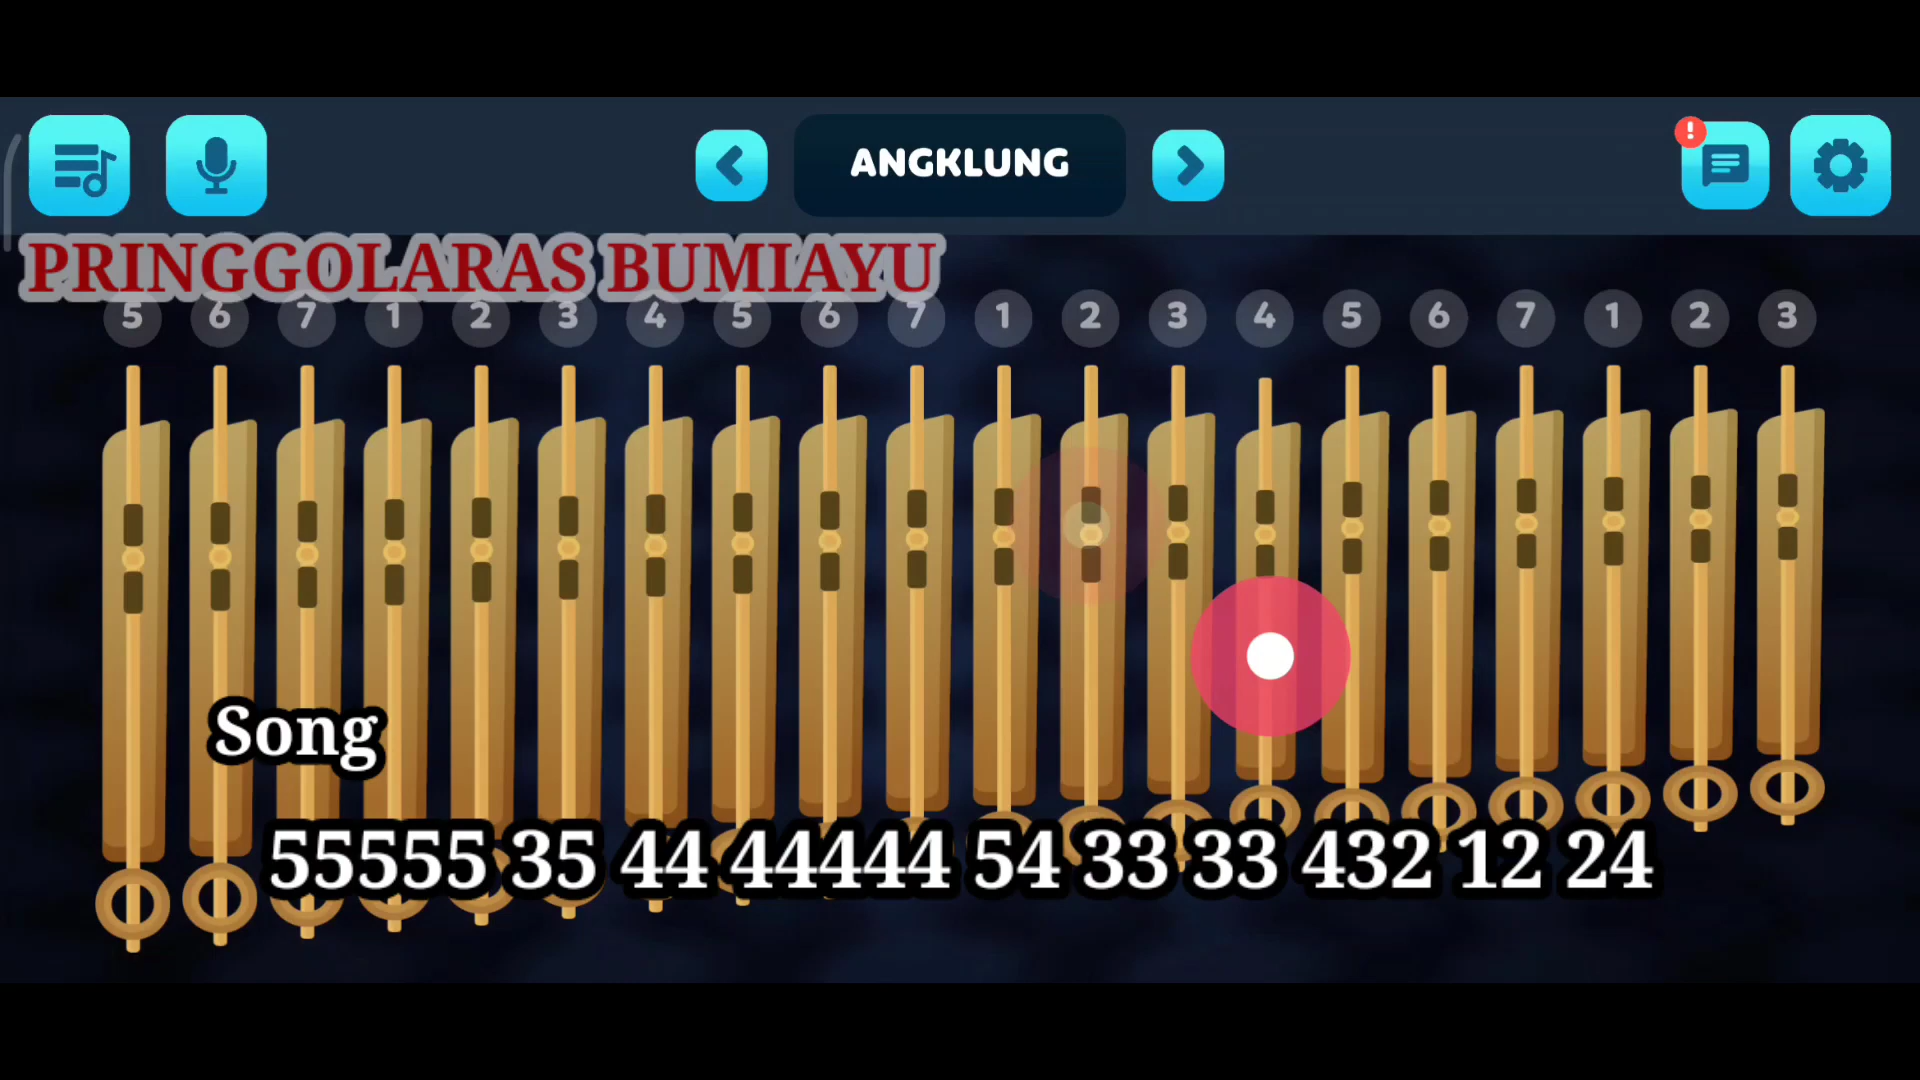 ANGKLUNG
!
PRINGGOLARAS BUMIAYU
5 6 7 1 2 3 4 5 6 7 1 2 3 4 5 6 7 1 2 3
Song
55555 35 44 44444 54 33 33 432 12 24